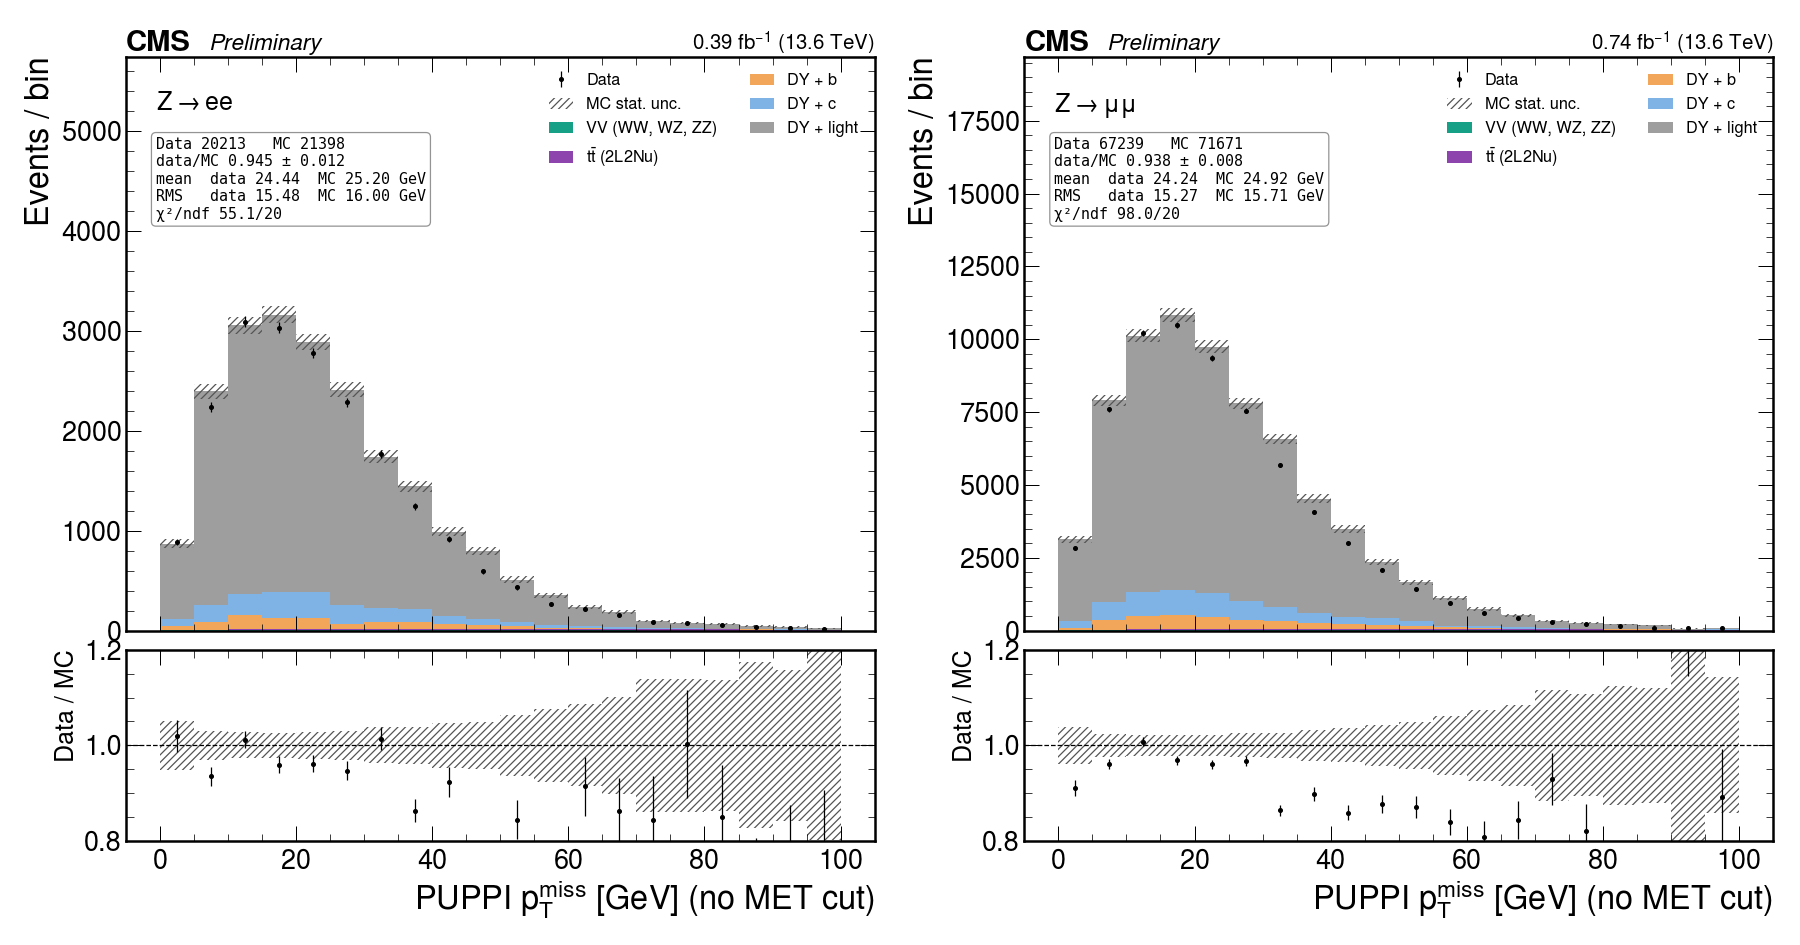 CMS Preliminary 0.39 fb⁻¹ (13.6 TeV)
Events / bin
Z→ee
Data 20213 MC 21398
data/MC 0.945 ± 0.012
mean data 24.44 MC 25.20 GeV
RMS data 15.48 MC 16.00 GeV
χ²/ndf 55.1/20
Data
MC stat. unc.
VV (WW, WZ, ZZ)
tt̄ (2L2Nu)
DY + b
DY + c
DY + light
5000
4000
3000
2000
1000
0
Data / MC
1.2
1.0
0.8
0 20 40 60 80 100
PUPPI p_T^miss [GeV] (no MET cut)
CMS Preliminary 0.74 fb⁻¹ (13.6 TeV)
Events / bin
Z→μμ
Data 67239 MC 71671
data/MC 0.938 ± 0.008
mean data 24.24 MC 24.92 GeV
RMS data 15.27 MC 15.71 GeV
χ²/ndf 98.0/20
Data
MC stat. unc.
VV (WW, WZ, ZZ)
tt̄ (2L2Nu)
DY + b
DY + c
DY + light
17500
15000
12500
10000
7500
5000
2500
0
Data / MC
1.2
1.0
0.8
0 20 40 60 80 100
PUPPI p_T^miss [GeV] (no MET cut)